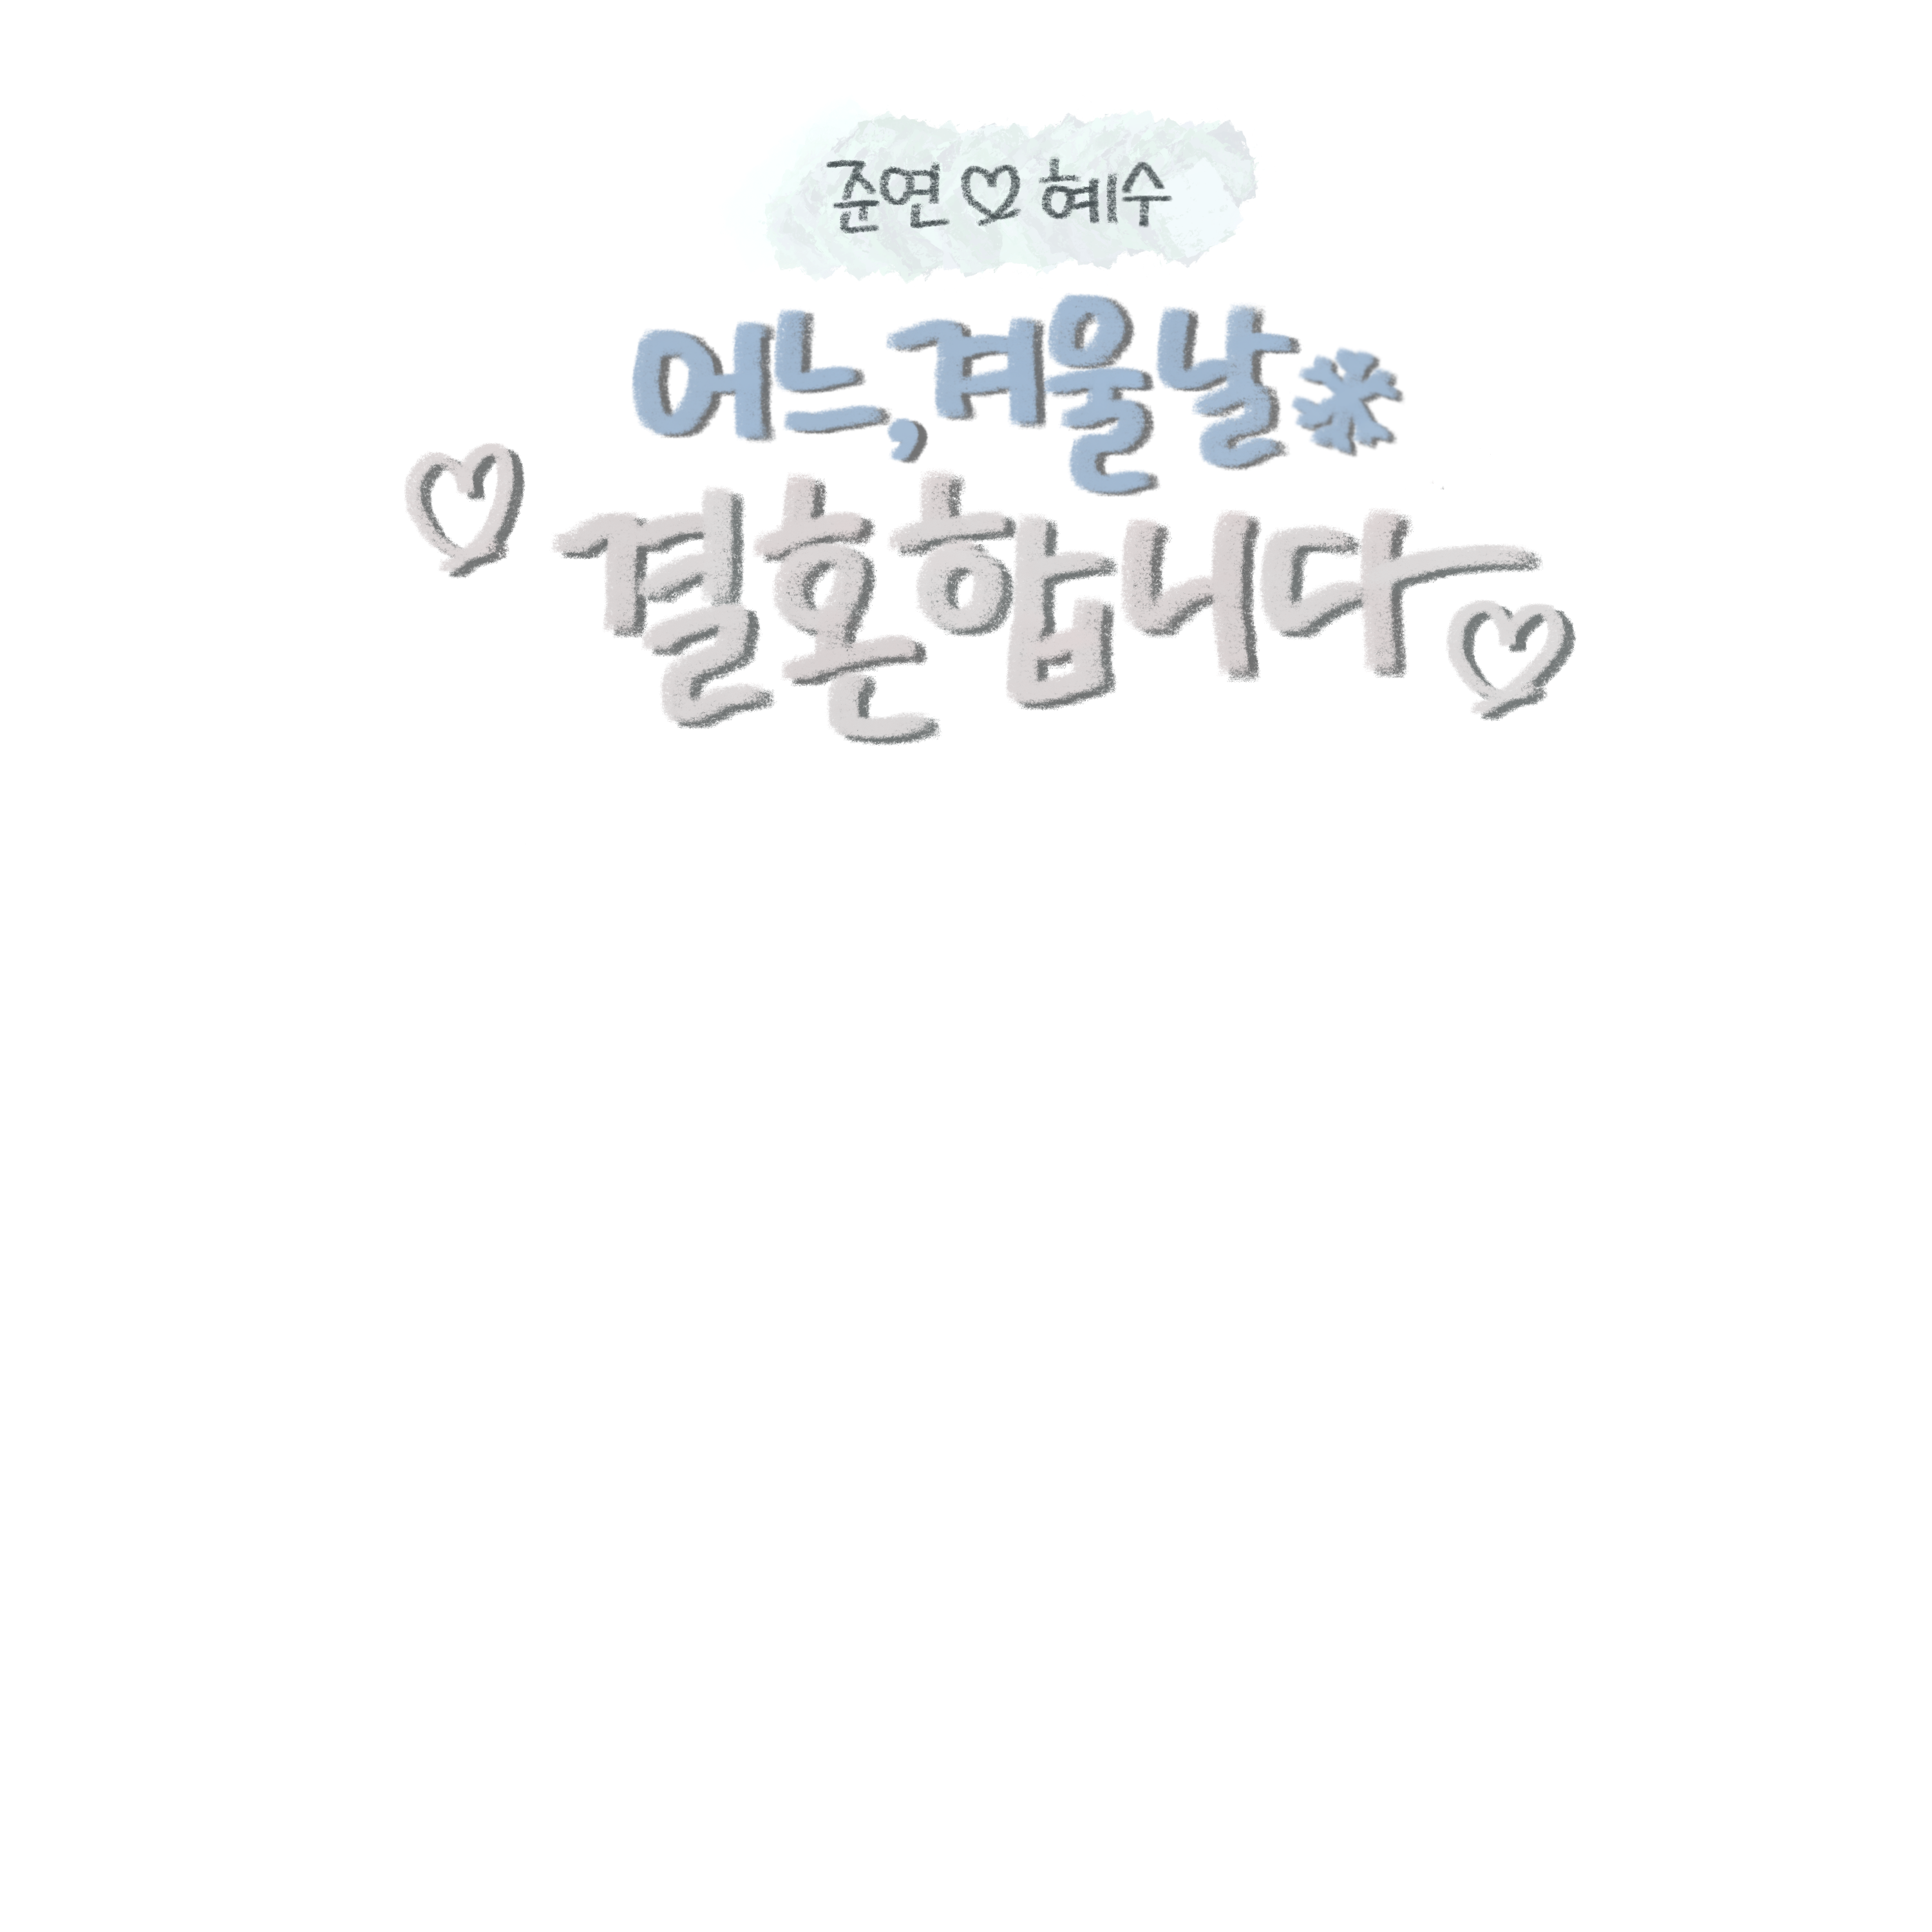 준연♡혜수
어느, 겨울날
결혼합니다